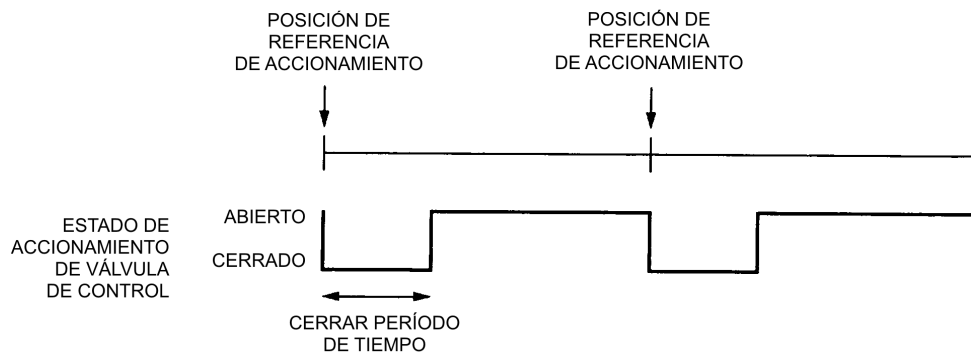 POSICIÓN DE
REFERENCIA
DE ACCIONAMIENTO
POSICIÓN DE
REFERENCIA
DE ACCIONAMIENTO
ESTADO DE
ACCIONAMIENTO
DE VÁLVULA
DE CONTROL
ABIERTO
CERRADO
CERRAR PERÍODO
DE TIEMPO